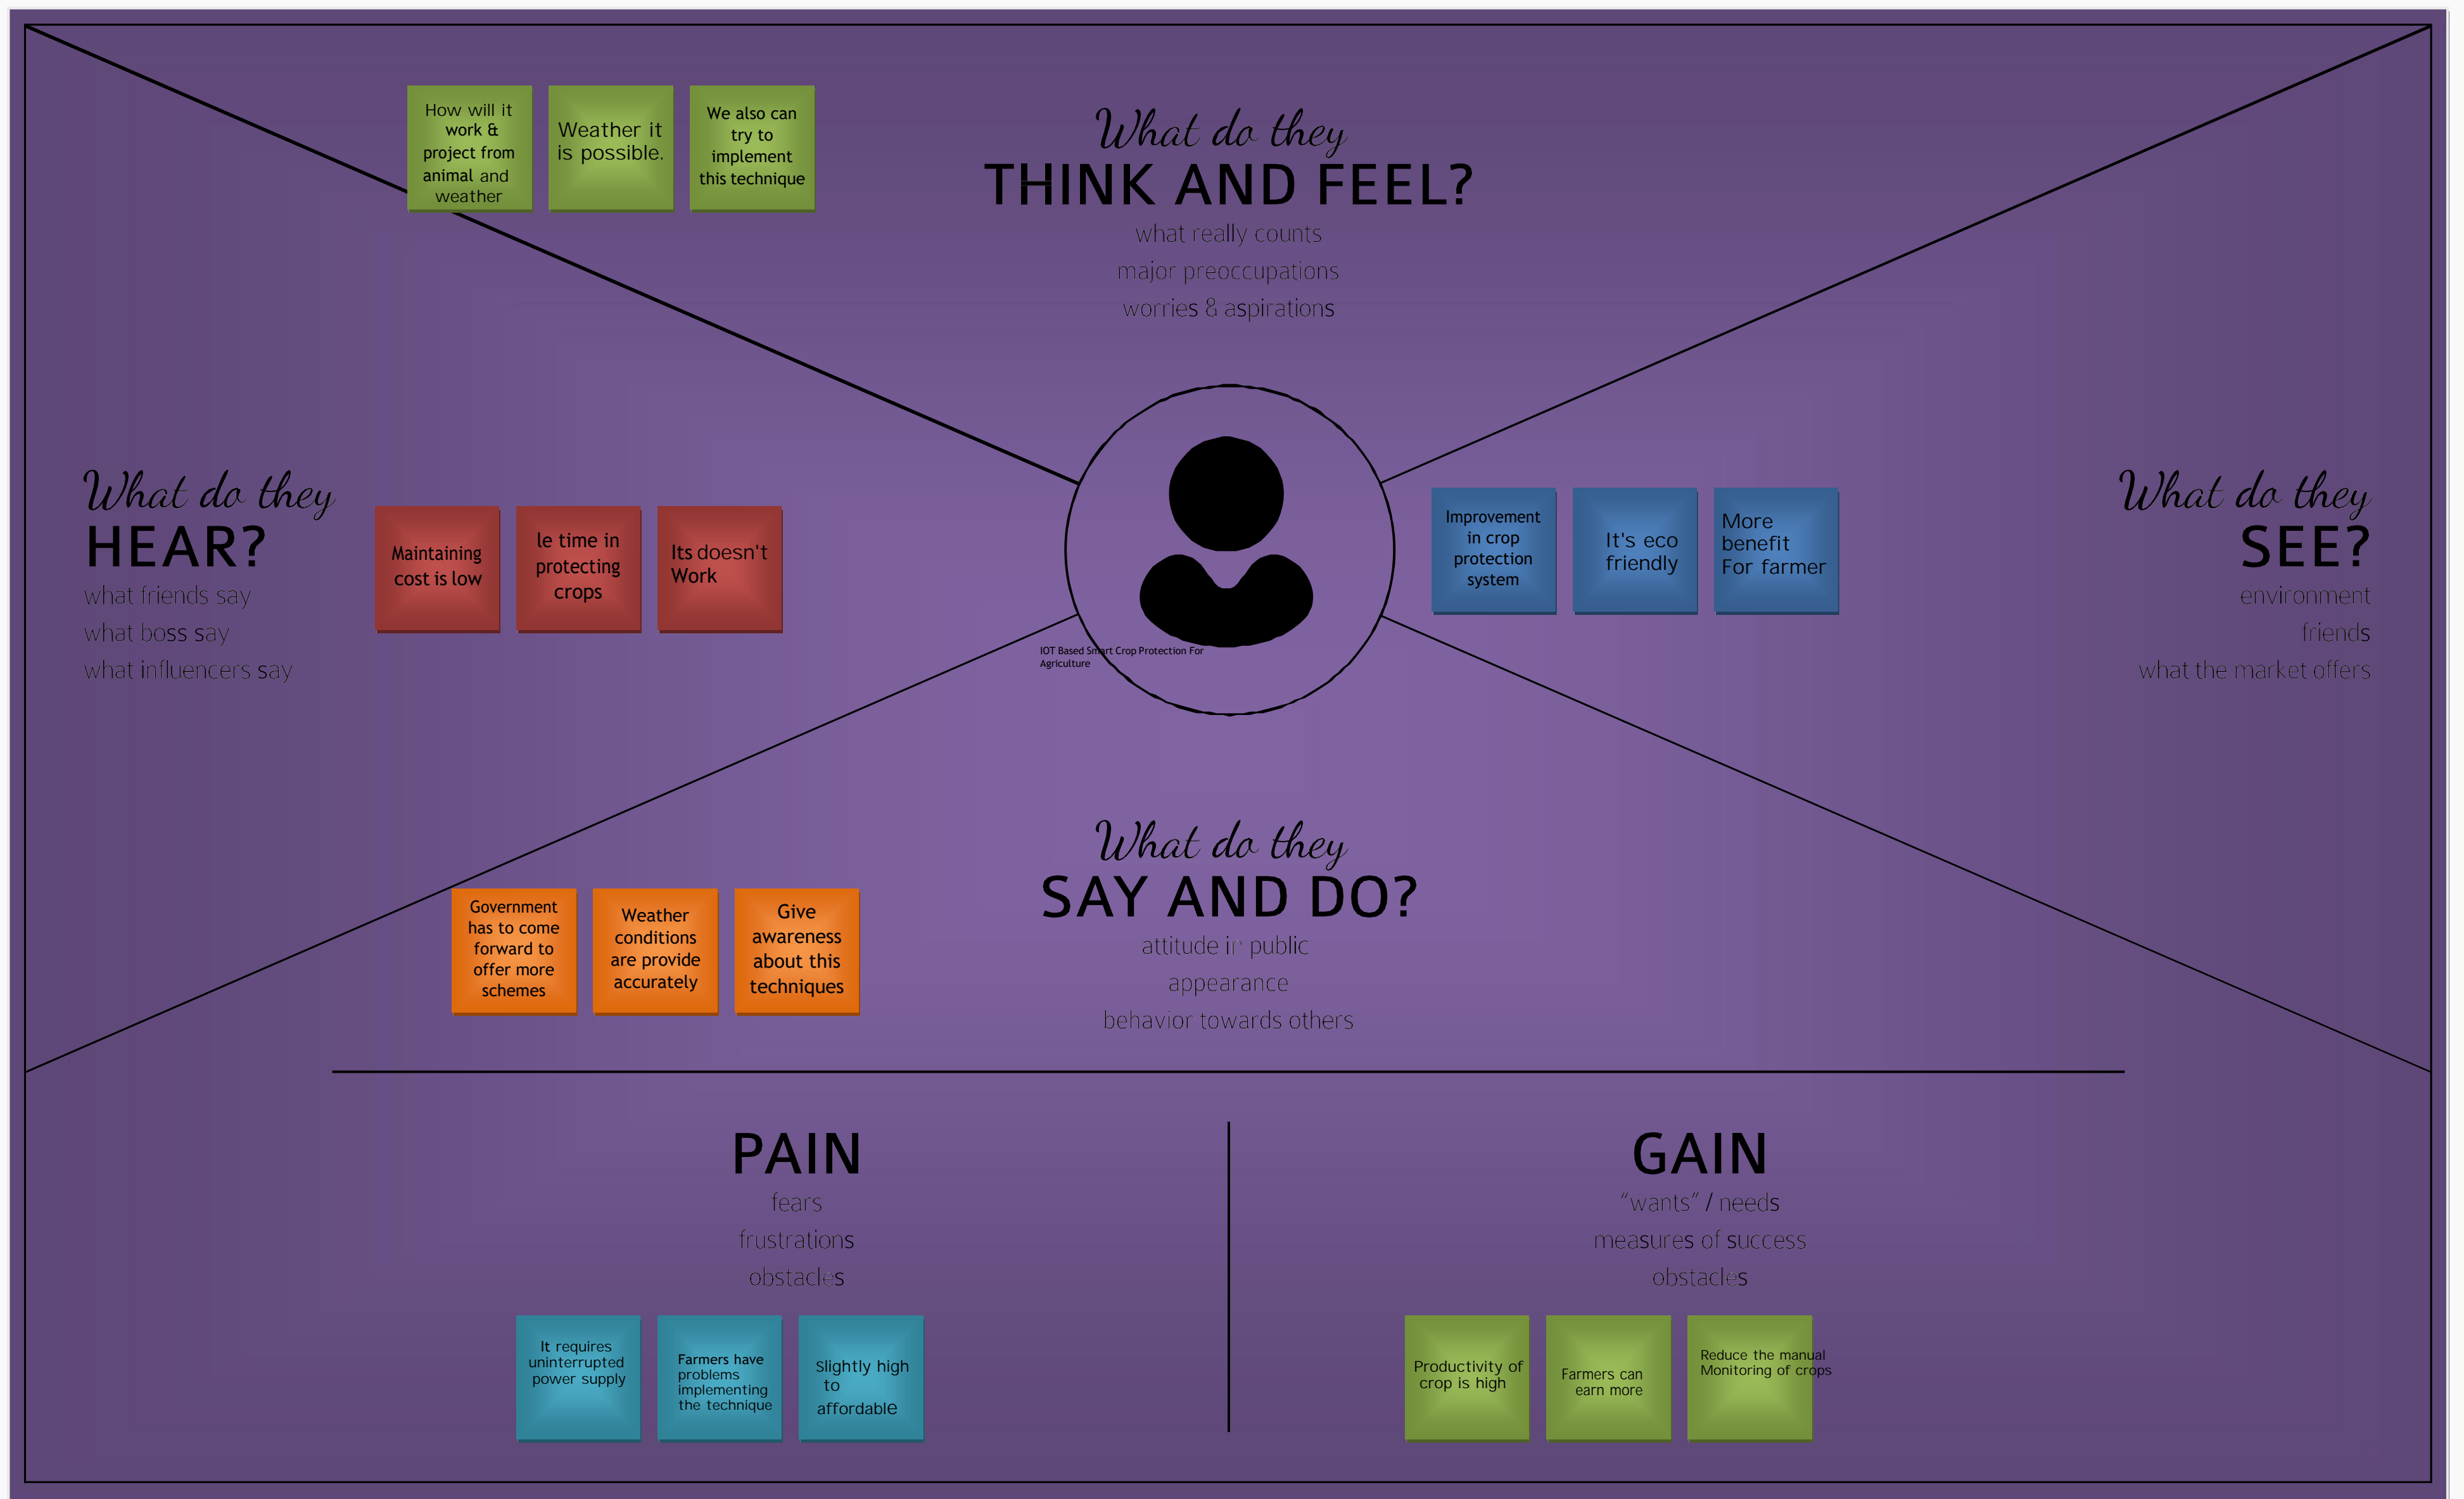 How will it
work &
project from
animal and
weather
Weather it
is possible.
We also can
try to
implement
this technique
What do they
THINK AND FEEL?
what really counts
major preoccupations
worries & aspirations
What do they
HEAR?
what friends say
what boss say
what influencers say
Maintaining
cost is low
le time in
protecting
crops
Its doesn't
Work
IOT Based Smart Crop Protection For
Agriculture
Improvement
in crop
protection
system
It's eco
friendly
More
benefit
For farmer
What do they
SEE?
environment
friends
what the market offers
What do they
SAY AND DO?
attitude in public
appearance
behavior towards others
Government
has to come
forward to
offer more
schemes
Weather
conditions
are provide
accurately
Give
awareness
about this
techniques
PAIN
fears
frustrations
obstacles
It requires
uninterrupted
power supply
Farmers have
problems
implementing
the technique
Slightly high
to
affordable
GAIN
“wants” / needs
measures of success
obstacles
Productivity of
crop is high
Farmers can
earn more
Reduce the manual
Monitoring of crops